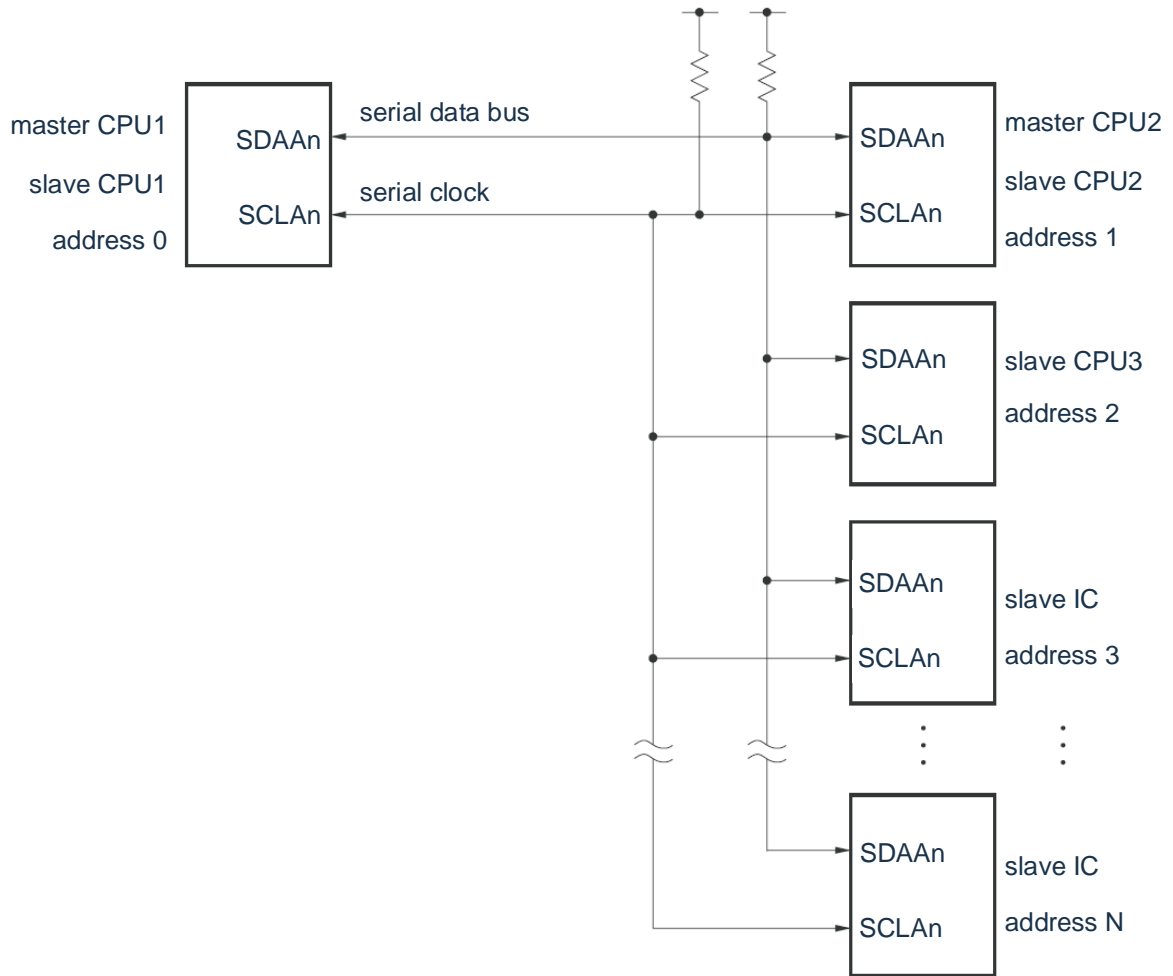 master CPU1
slave CPU1
address 0
SDAAn
SCLAn
serial data bus
serial clock
SDAAn
SCLAn
master CPU2
slave CPU2
address 1
SDAAn
SCLAn
slave CPU3
address 2
SDAAn
SCLAn
slave IC
address 3
SDAAn
SCLAn
slave IC
address N